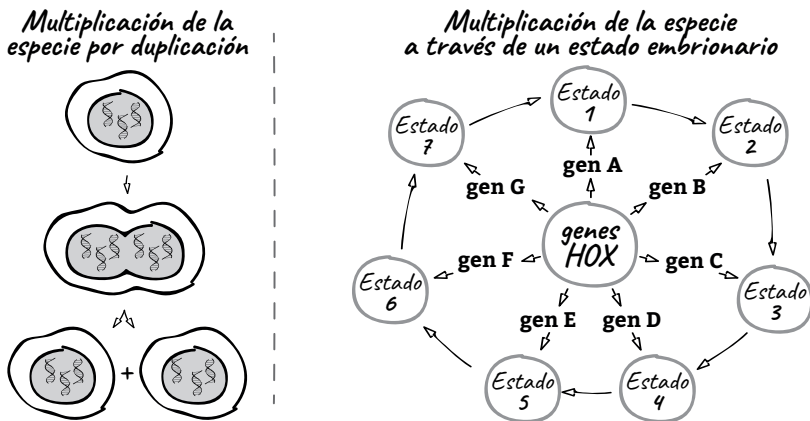 Multiplicación de la
especie por duplicación
+
Multiplicación de la especie
a través de un estado embrionario
Estado
1
Estado
2
Estado
3
Estado
4
Estado
5
Estado
6
Estado
7
genes
HOX
gen A
gen B
gen C
gen D
gen E
gen F
gen G